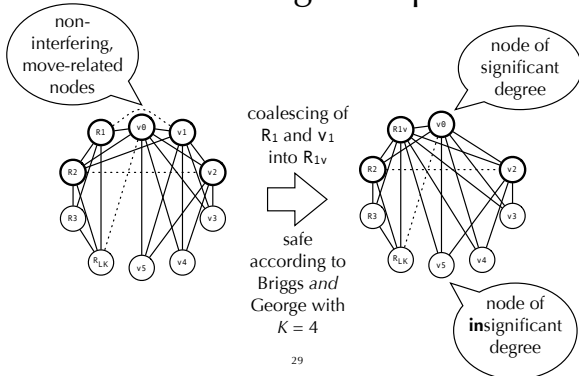 non-
interfering,
move-related
nodes
R1
v0
v1
R2
v2
R3
v3
RLK
v5
v4
coalescing of
R1 and v1
into R1v
safe
according to
Briggs and
George with
K = 4
node of
significant
degree
R1v
v0
R2
v2
R3
v3
RLK
v5
v4
node of
insignificant
degree
29